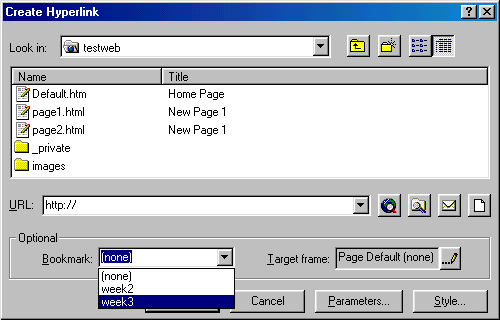 Create Hyperlink
Look in: testweb
Name Title
Default.htm Home Page
page1.html New Page 1
page2.html New Page 1
_private
images
URL: http://
Optional
Bookmark: (none) Target frame: Page Default (none)
(none)
week2
week3
Cancel Parameters... Style...